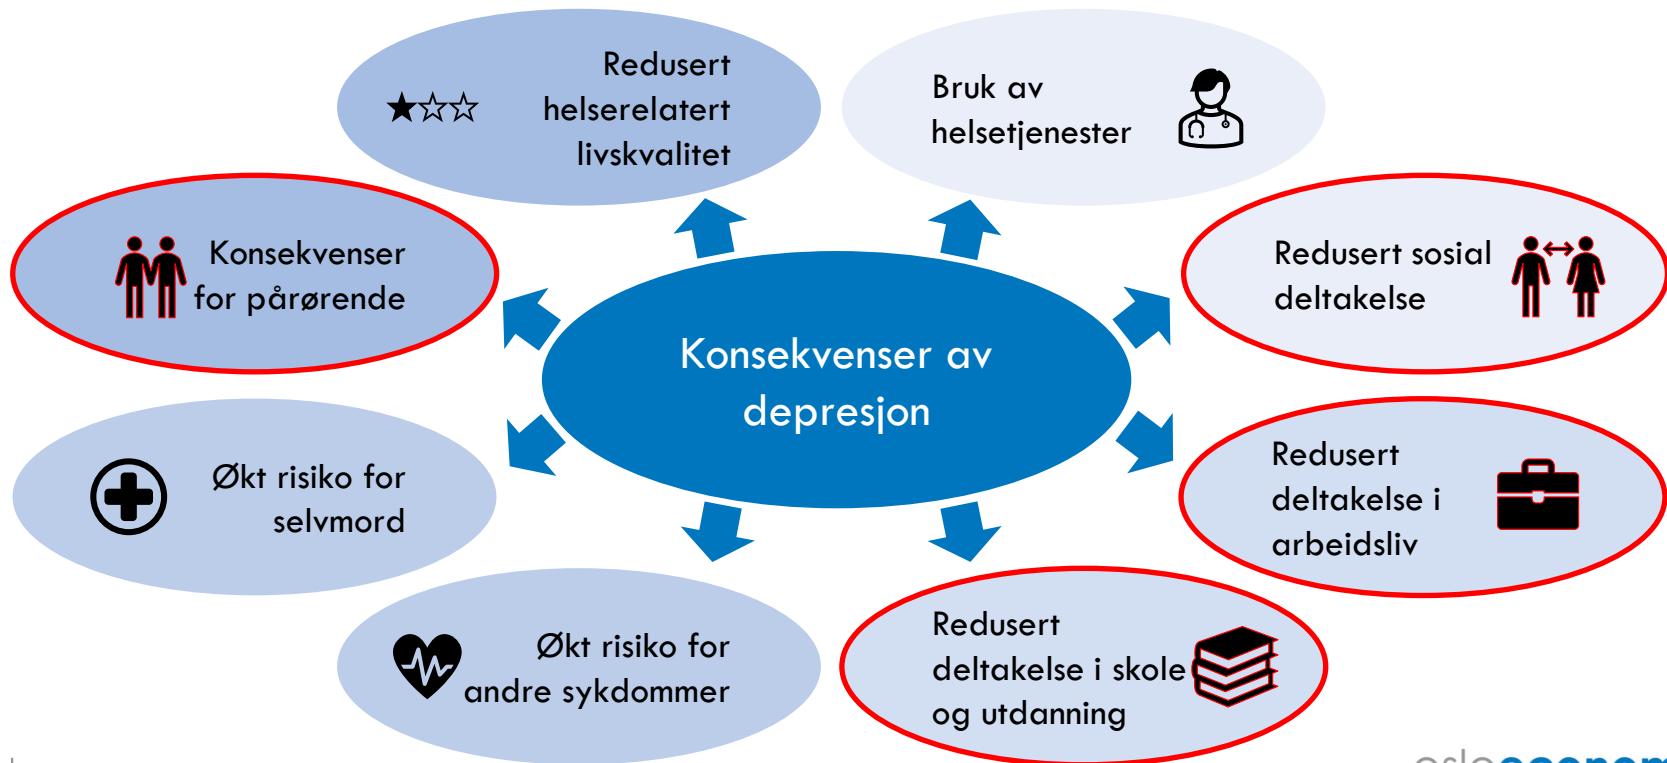 Redusert
helserelatert
livskvalitet
Bruk av
helsetjenester
Konsekvenser
for pårørende
Redusert sosial
deltakelse
Konsekvenser av
depresjon
Økt risiko for
selvmord
Redusert
deltakelse i
arbeidsliv
Økt risiko for
andre sykdommer
Redusert
deltakelse i skole
og utdanning